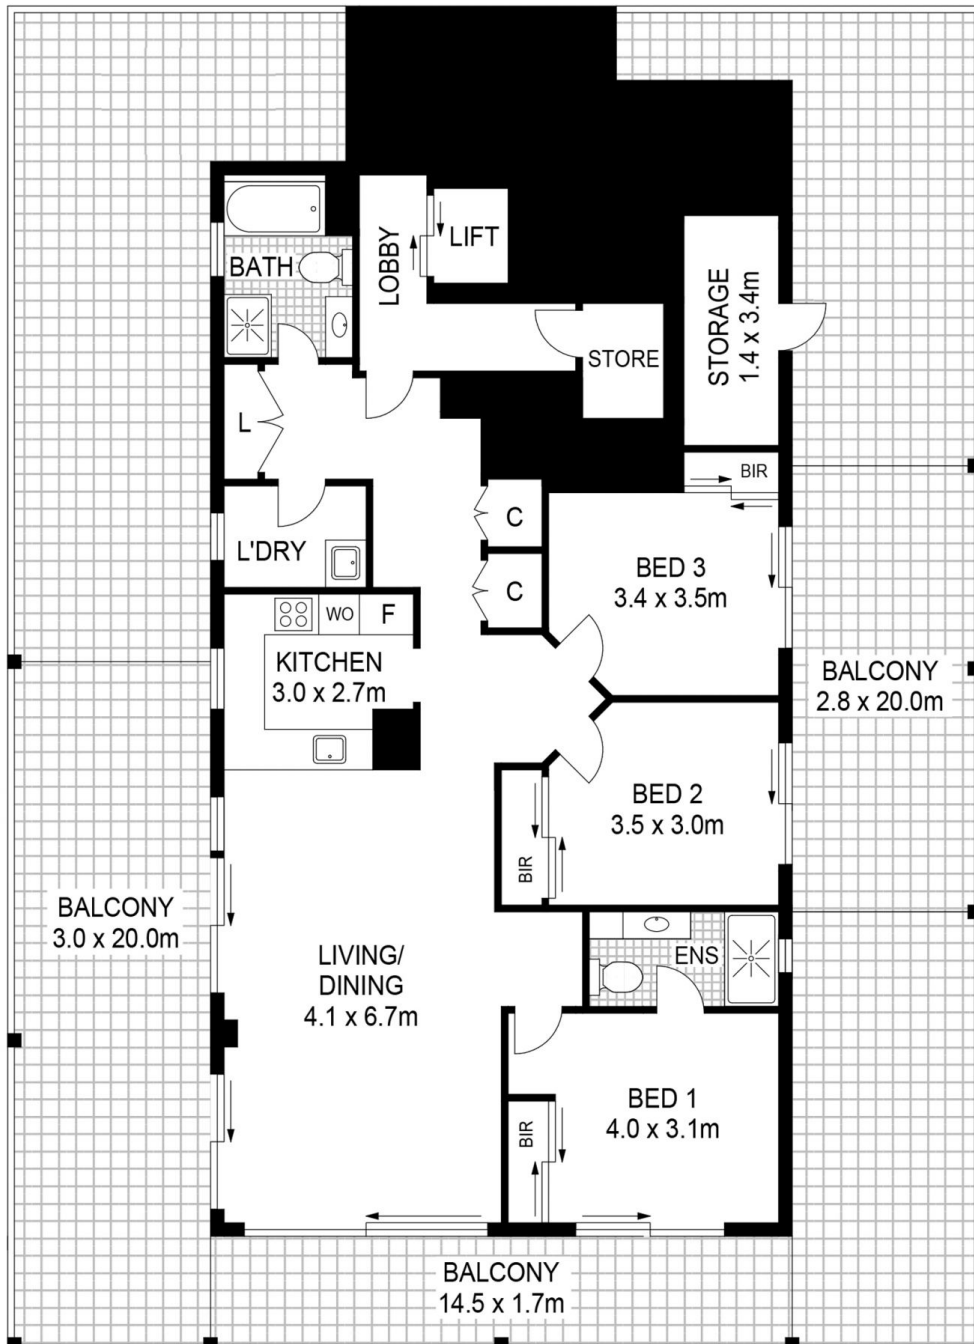 LOBBY
LIFT
BATH
STORAGE
1.4 x 3.4m
STORE
L
BIR
C
L'DRY
BED 3
3.4 x 3.5m
C
WO
F
KITCHEN
3.0 x 2.7m
BALCONY
2.8 x 20.0m
BED 2
3.5 x 3.0m
BIR
BALCONY
3.0 x 20.0m
LIVING/
DINING
4.1 x 6.7m
ENS
BED 1
4.0 x 3.1m
BIR
BALCONY
14.5 x 1.7m